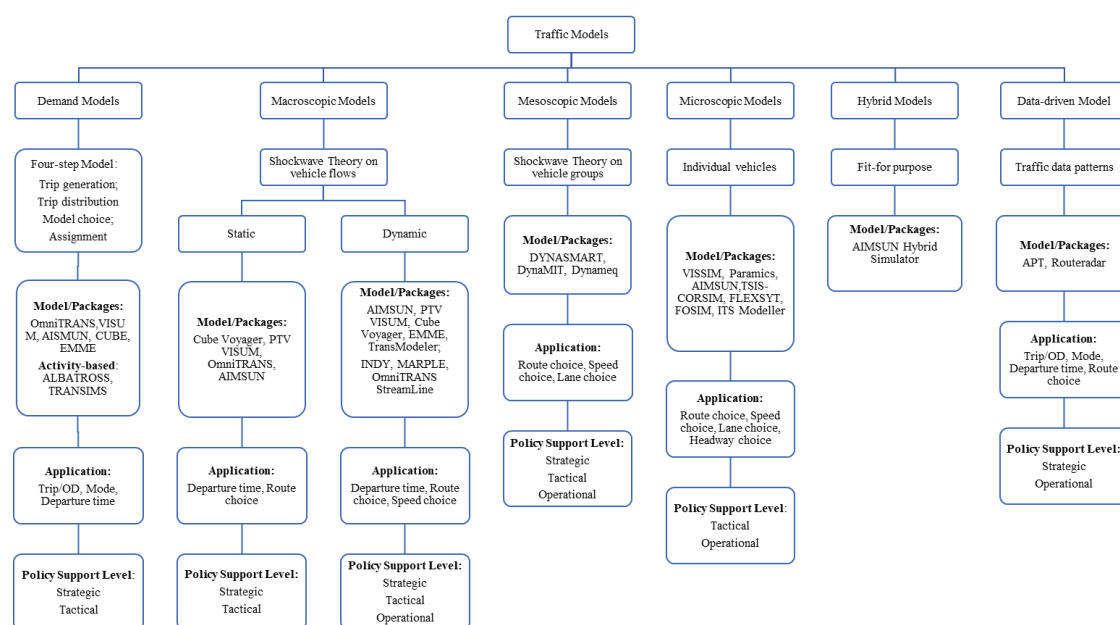 Traffic Models
Demand Models
Macroscopic Models
Mesoscopic Models
Microscopic Models
Hybrid Models
Data-driven Model
Four-step Model:
Trip generation;
Trip distribution
Model choice;
Assignment
Shockwave Theory on
vehicle flows
Shockwave Theory on
vehicle groups
Individual vehicles
Fit-for purpose
Traffic data patterns
Static
Dynamic
Model/Packages:
OmniTRANS,VISU
M, AISMUN, CUBE,
EMME
Activity-based:
ALBATROSS,
TRANSIMS
Model/Packages:
Cube Voyager, PTV
VISUM,
OmniTRANS,
AIMSUN
Model/Packages:
AIMSUN, PTV
VISUM, Cube
Voyager, EMME,
TransModeler;
INDY, MARPLE,
OmniTRANS
StreamLine
Model/Packages:
DYNASMART,
DynaMIT, Dynameq
Model/Packages:
VISSIM, Paramics,
AIMSUN,TSIS-
CORSIM, FLEXSYT,
FOSIM, ITS Modeller
Model/Packages:
AIMSUN Hybrid
Simulator
Model/Packages:
APT, Routeradar
Application:
Trip/OD, Mode,
Departure time
Application:
Departure time, Route
choice
Application:
Departure time, Route
choice, Speed choice
Application:
Route choice, Speed
choice, Lane choice
Application:
Route choice, Speed
choice, Lane choice,
Headway choice
Application:
Trip/OD, Mode,
Departure time, Route
choice
Policy Support Level:
Strategic
Tactical
Policy Support Level:
Strategic
Tactical
Policy Support Level:
Strategic
Tactical
Operational
Policy Support Level:
Strategic
Tactical
Operational
Policy Support Level:
Tactical
Operational
Policy Support Level:
Strategic
Operational